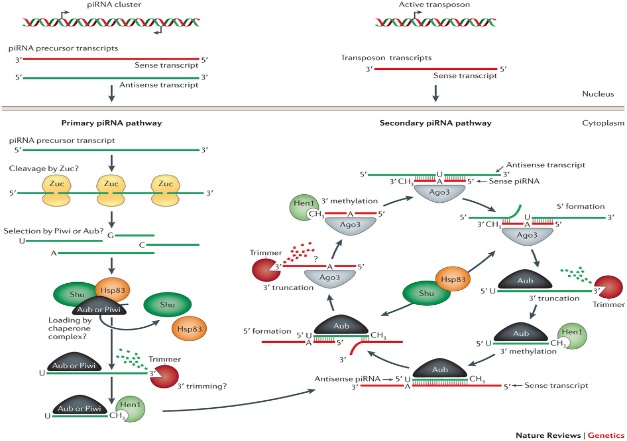 piRNA cluster
Active transposon
piRNA precursor transcripts
3′ 5′
Sense transcript
5′ 3′
Antisense transcript
Transposon transcripts
3′ 5′
Sense transcript
Nucleus
Primary piRNA pathway
Secondary piRNA pathway
Cytoplasm
piRNA precursor transcript
5′ 3′
Cleavage by Zuc?
Zuc Zuc Zuc
5′ 3′
Selection by Piwi or Aub?
G
U
C
A
Shu
Hsp83
Aub or Piwi
Loading by
chaperone
complex?
Shu
Hsp83
Aub or Piwi
U 3′
Trimmer
3′ trimming?
Aub or Piwi
U CH3
Hen1
Antisense transcript
5′ U 3′
3′ CH3 A 5′
Sense piRNA
Ago3
5′ formation
U 3′
3′ CH3 A 5′
Ago3
Aub
U 3′
3′ truncation
Trimmer
Aub
5′ U CH3
Hen1
3′ methylation
Aub
Antisense piRNA
5′ U CH3
3′ A 5′
Sense transcript
Shu
Hsp83
5′ formation
Aub
5′ U CH3
A 5′
3′
Trimmer
?
3′ A 5′
Ago3
3′ truncation
Hen1
3′ methylation
CH3 A 5′
Ago3
Nature Reviews | Genetics